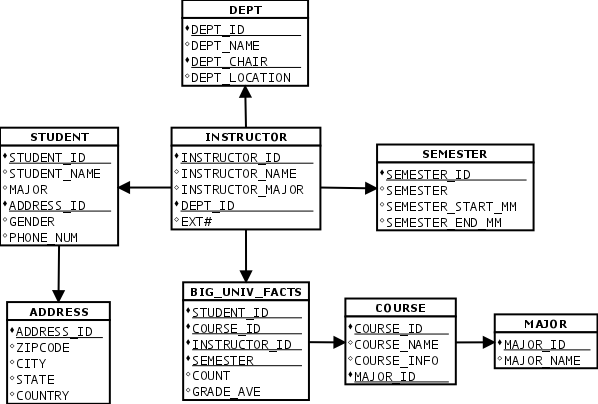 DEPT
DEPT_ID
DEPT_NAME
DEPT_CHAIR
DEPT_LOCATION
STUDENT
STUDENT_ID
STUDENT_NAME
MAJOR
ADDRESS_ID
GENDER
PHONE_NUM
INSTRUCTOR
INSTRUCTOR_ID
INSTRUCTOR_NAME
INSTRUCTOR_MAJOR
DEPT_ID
EXT#
SEMESTER
SEMESTER_ID
SEMESTER
SEMESTER_START_MM
SEMESTER_END_MM
ADDRESS
ADDRESS_ID
ZIPCODE
CITY
STATE
COUNTRY
BIG_UNIV_FACTS
STUDENT_ID
COURSE_ID
INSTRUCTOR_ID
SEMESTER
COUNT
GRADE_AVE
COURSE
COURSE_ID
COURSE_NAME
COURSE_INFO
MAJOR_ID
MAJOR
MAJOR_ID
MAJOR_NAME